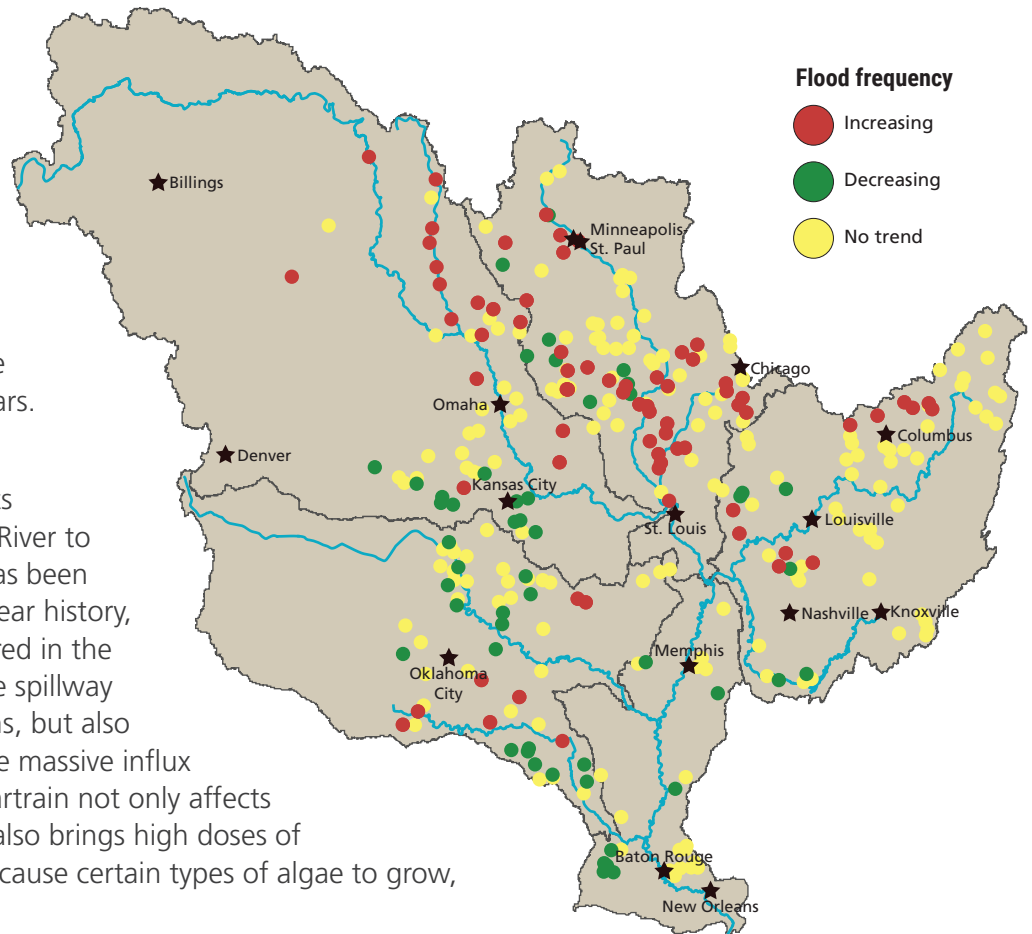 Flood frequency
Increasing
Decreasing
No trend
Billings
Minneapolis
St. Paul
Chicago
Omaha
Columbus
Denver
Kansas City
St. Louis
Louisville
Nashville
Knoxville
Memphis
Oklahoma
City
Baton Rouge
New Orleans
ars.
River to
as been
ear history,
red in the
e spillway
s, but also
e massive influx
artrain not only affects
also brings high doses of
cause certain types of algae to grow,